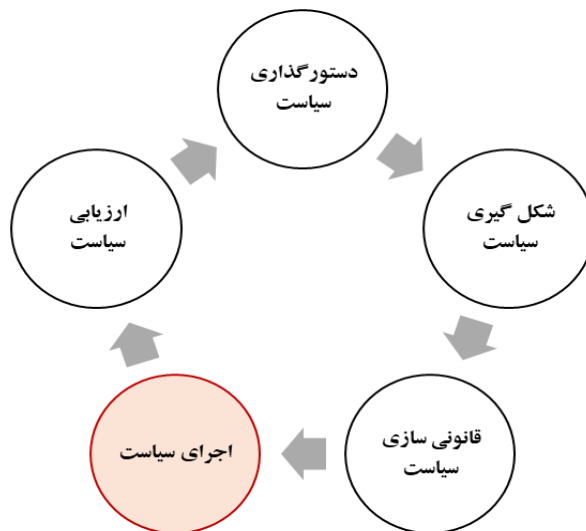 دستورگذاری
سیاست
شکل گیری
سیاست
قانونی سازی
سیاست
اجرای سیاست
ارزیابی
سیاست